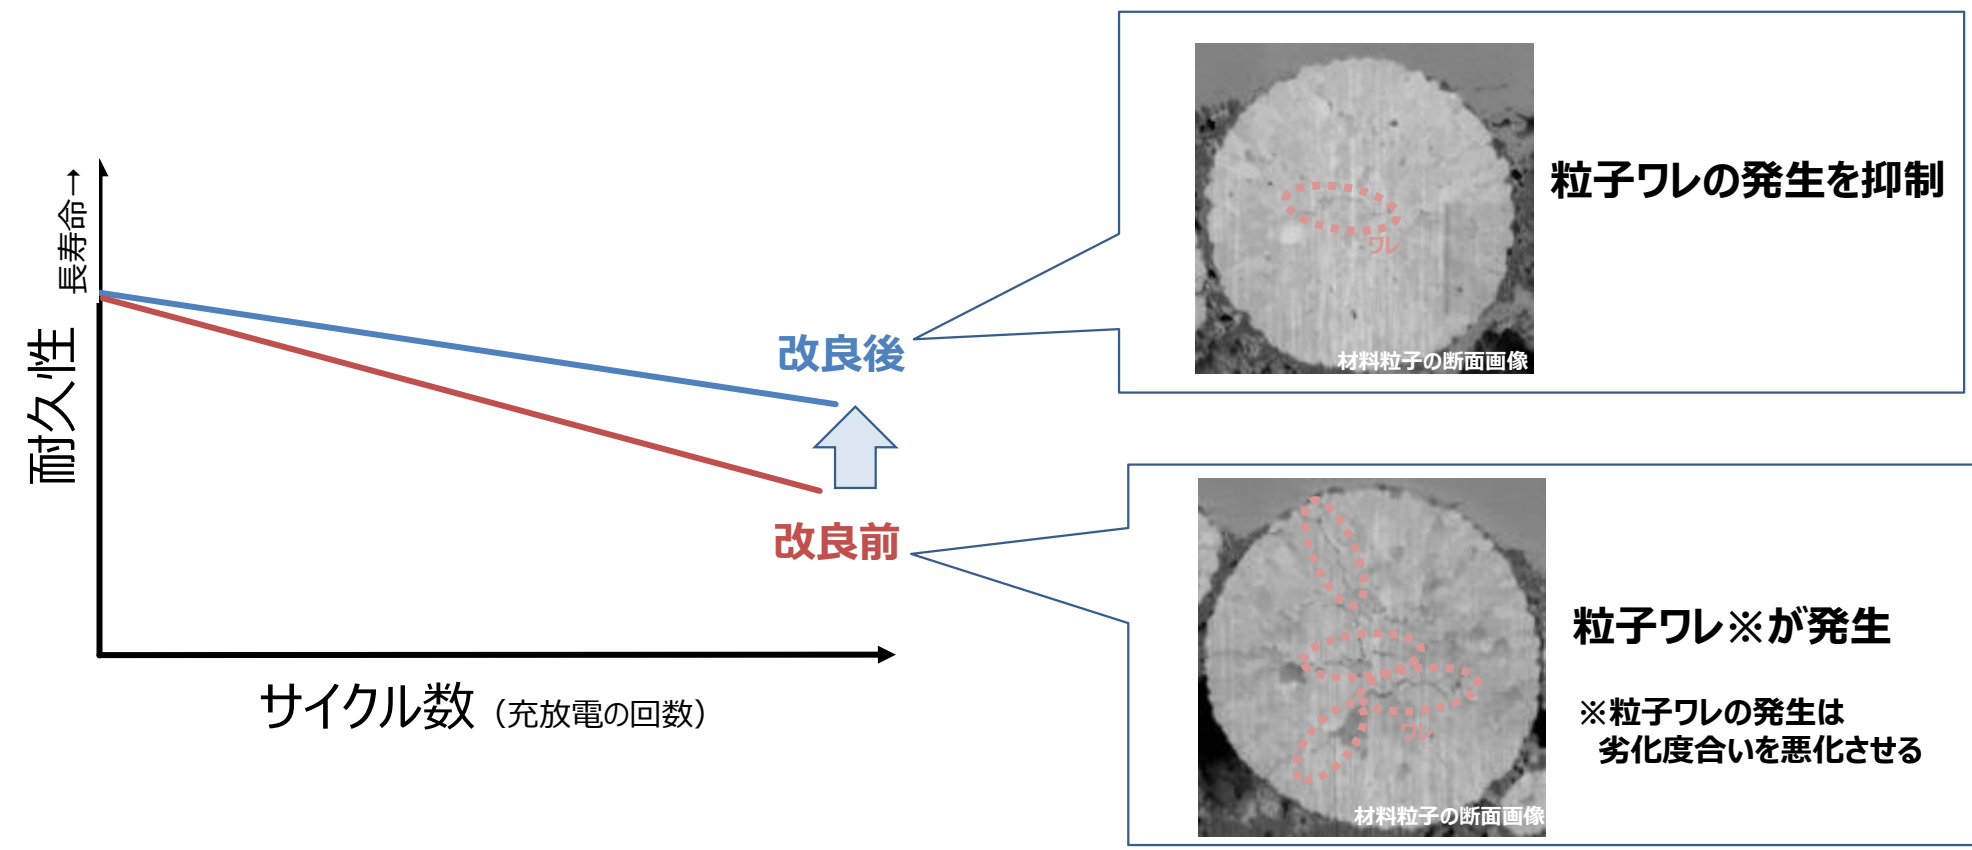 長寿命→
耐久性
サイクル数（充放電の回数）
改良後
改良前
粒子ワレの発生を抑制
ワレ
材料粒子の断面画像
粒子ワレ※が発生
※粒子ワレの発生は
劣化度合いを悪化させる
ワレ
材料粒子の断面画像